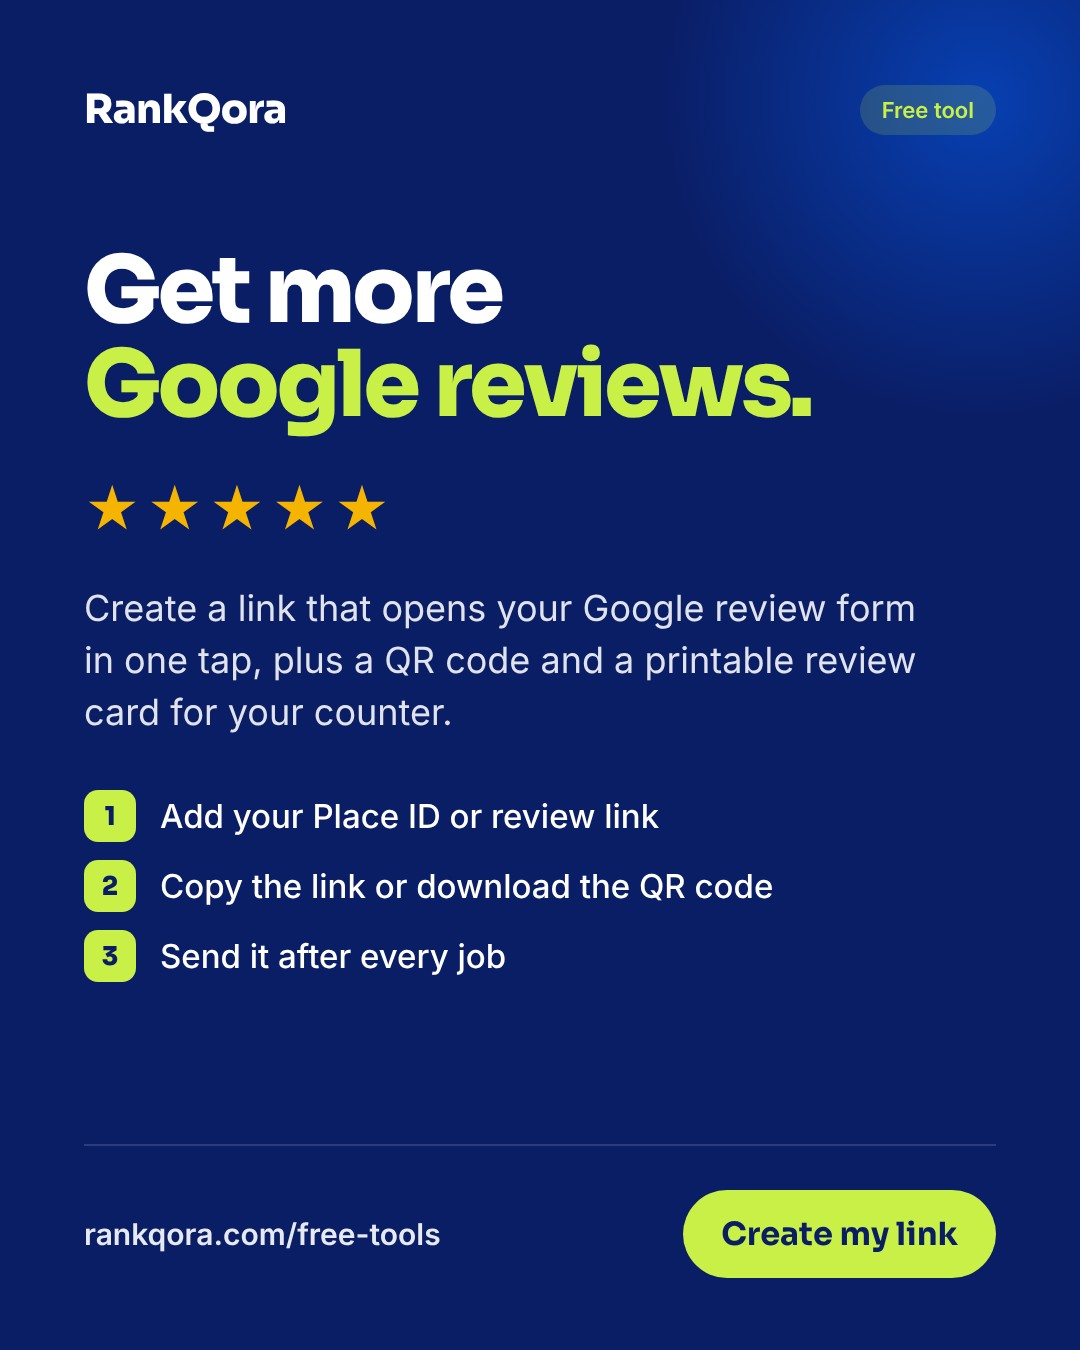 RankQora
Free tool
Get more
Google reviews.
Create a link that opens your Google review form
in one tap, plus a QR code and a printable review
card for your counter.
1 Add your Place ID or review link
2 Copy the link or download the QR code
3 Send it after every job
rankqora.com/free-tools
Create my link